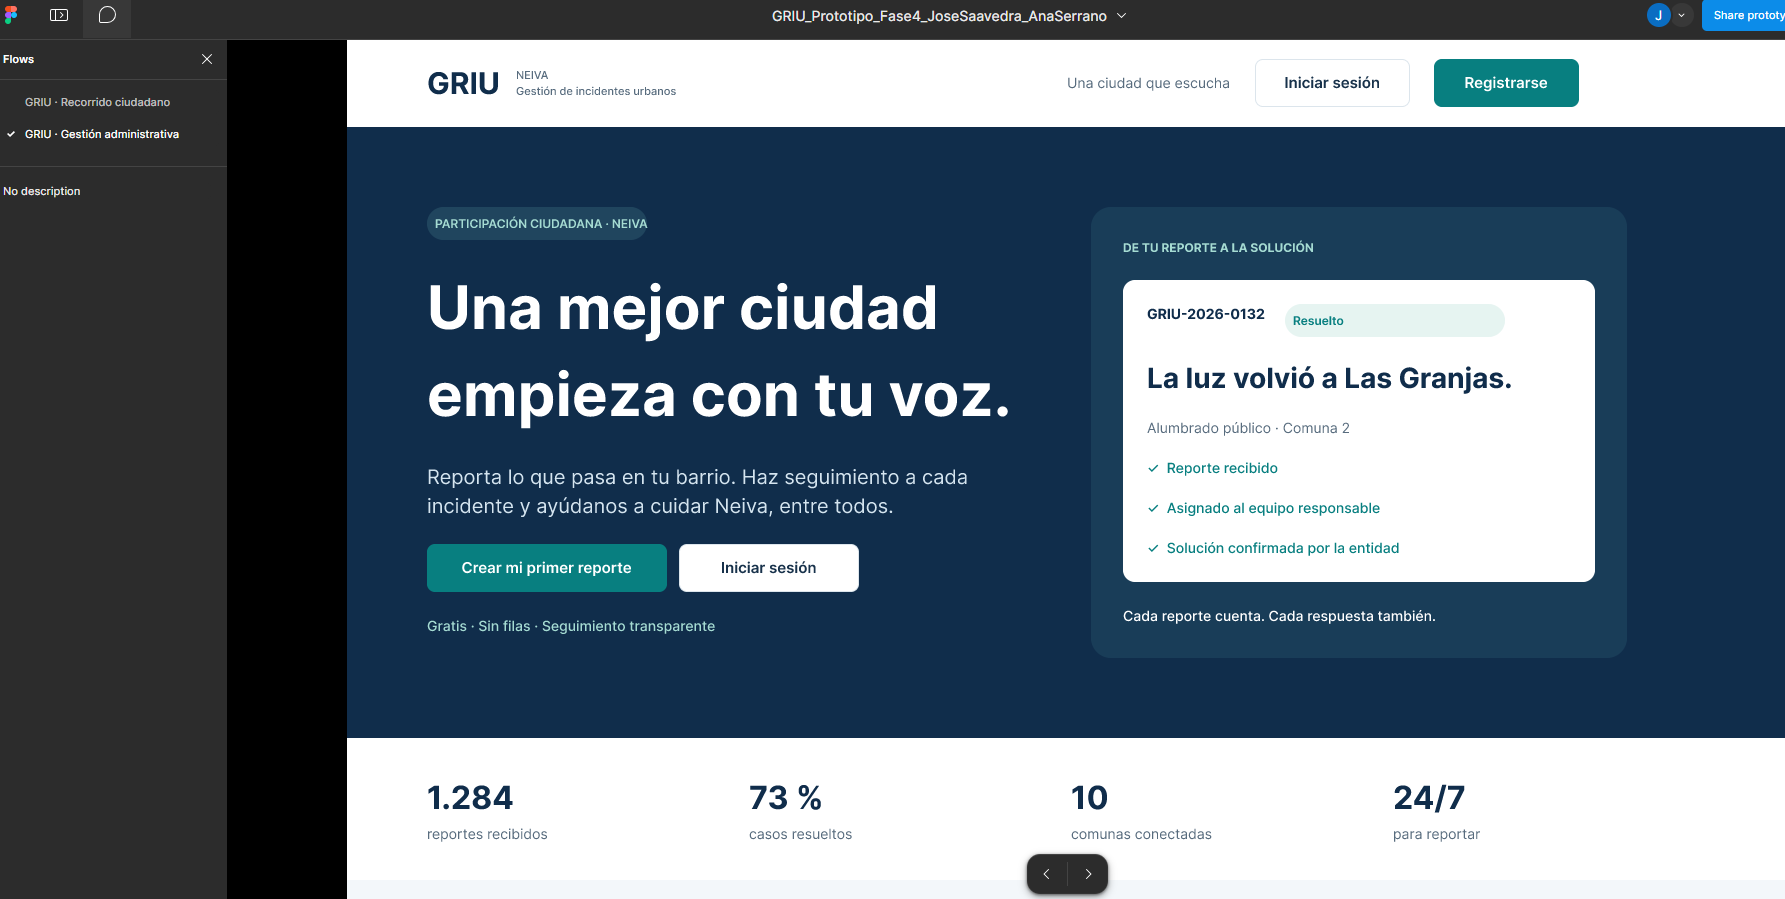 GRIU_Prototipo_Fase4_JoseSaavedra_AnaSerrano
J
Share prototy
Flows
GRIU · Recorrido ciudadano
GRIU · Gestión administrativa
No description
GRIU
NEIVA
Gestión de incidentes urbanos
Una ciudad que escucha
Iniciar sesión
Registrarse
PARTICIPACIÓN CIUDADANA · NEIVA
Una mejor ciudad
empieza con tu voz.
Reporta lo que pasa en tu barrio. Haz seguimiento a cada
incidente y ayúdanos a cuidar Neiva, entre todos.
Crear mi primer reporte
Iniciar sesión
Gratis · Sin filas · Seguimiento transparente
DE TU REPORTE A LA SOLUCIÓN
GRIU-2026-0132
Resuelto
La luz volvió a Las Granjas.
Alumbrado público · Comuna 2
✓ Reporte recibido
✓ Asignado al equipo responsable
✓ Solución confirmada por la entidad
Cada reporte cuenta. Cada respuesta también.
1.284
reportes recibidos
73 %
casos resueltos
10
comunas conectadas
24/7
para reportar